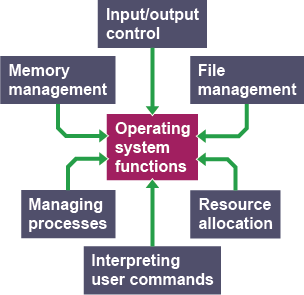 Input/output
control
Memory
management
File
management
Operating
system
functions
Managing
processes
Resource
allocation
Interpreting
user commands